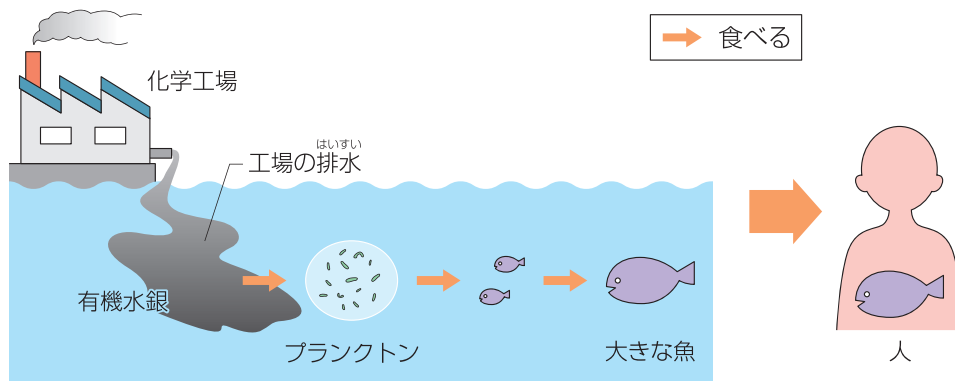 食べる
化学工場
はいすい
工場の排水
有機水銀
プランクトン
大きな魚
人